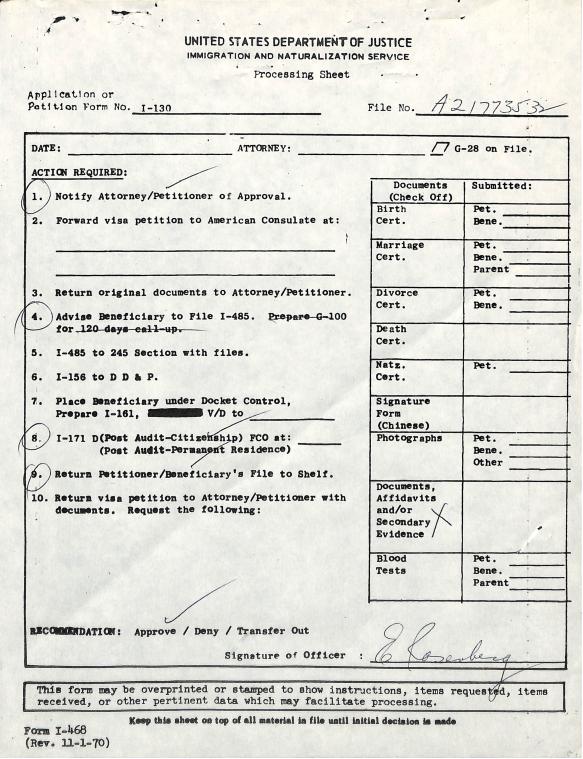 UNITED STATES DEPARTMENT OF JUSTICE
IMMIGRATION AND NATURALIZATION SERVICE
Processing Sheet
Application or
Petition Form No. I-130
File No. A21773532
DATE: ATTORNEY: G-28 on File.
ACTION REQUIRED:
1. Notify Attorney/Petitioner of Approval.
2. Forward visa petition to American Consulate at:
3. Return original documents to Attorney/Petitioner.
4. Advise Beneficiary to File I-485. Prepare G-100
for 120 days call-up.
5. I-485 to 245 Section with files.
6. I-156 to D D & P.
7. Place Beneficiary under Docket Control,
Prepare I-161, V/D to
8. I-171 D(Post Audit-Citizenship) FCO at:
(Post Audit-Permanent Residence)
9. Return Petitioner/Beneficiary's File to Shelf.
10. Return visa petition to Attorney/Petitioner with
documents. Request the following:
Documents Submitted:
(Check Off)
Birth Pet.
Cert. Bene.
Marriage Pet.
Cert. Bene.
Parent
Divorce Pet.
Cert. Bene.
Death
Cert.
Natz. Pet.
Cert.
Signature
Form
(Chinese)
Photographs Pet.
Bene.
Other
Documents,
Affidavits
and/or
Secondary
Evidence
Blood Pet.
Tests Bene.
Parent
RECOMMENDATION: Approve / Deny / Transfer Out
Signature of Officer : E Rosenberg
This form may be overprinted or stamped to show instructions, items requested, items
received, or other pertinent data which may facilitate processing.
Keep this sheet on top of all material in file until initial decision is made
Form I-468
(Rev. 11-1-70)